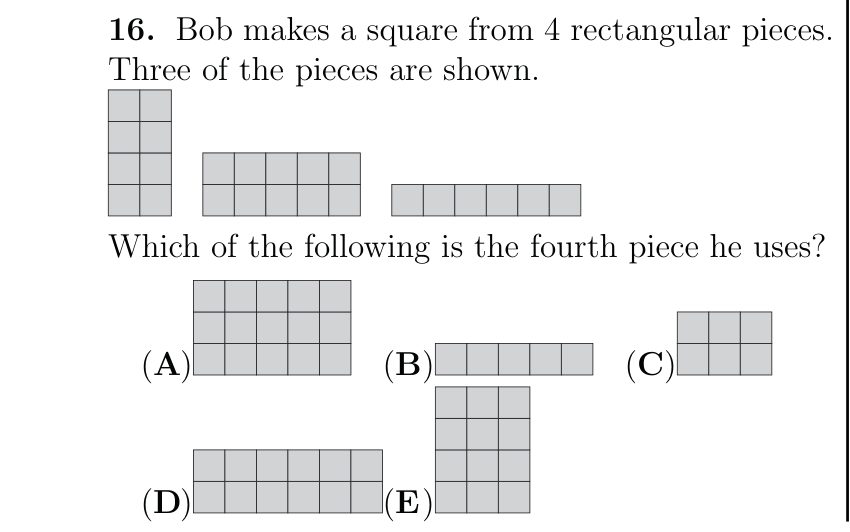 16. Bob makes a square from 4 rectangular pieces.
Three of the pieces are shown.
Which of the following is the fourth piece he uses?
(A) (B) (C)
(D) (E)